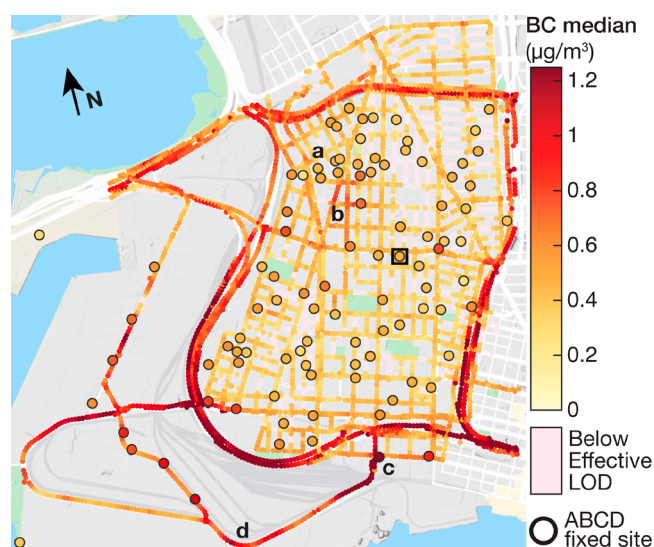 BC median
(µg/m³)
1.2
1
0.8
0.6
0.4
0.2
0
Below
Effective
LOD
ABCD
fixed site
N
a
b
c
d